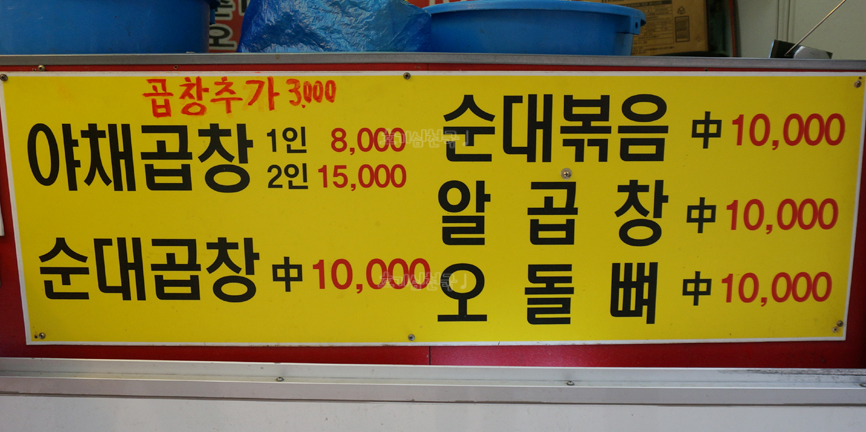 곱창추가 3,000
야채곱창 1인 8,000
2인 15,000
순대곱창 中 10,000
순대볶음 中 10,000
알곱창 中 10,000
오돌뼈 中 10,000